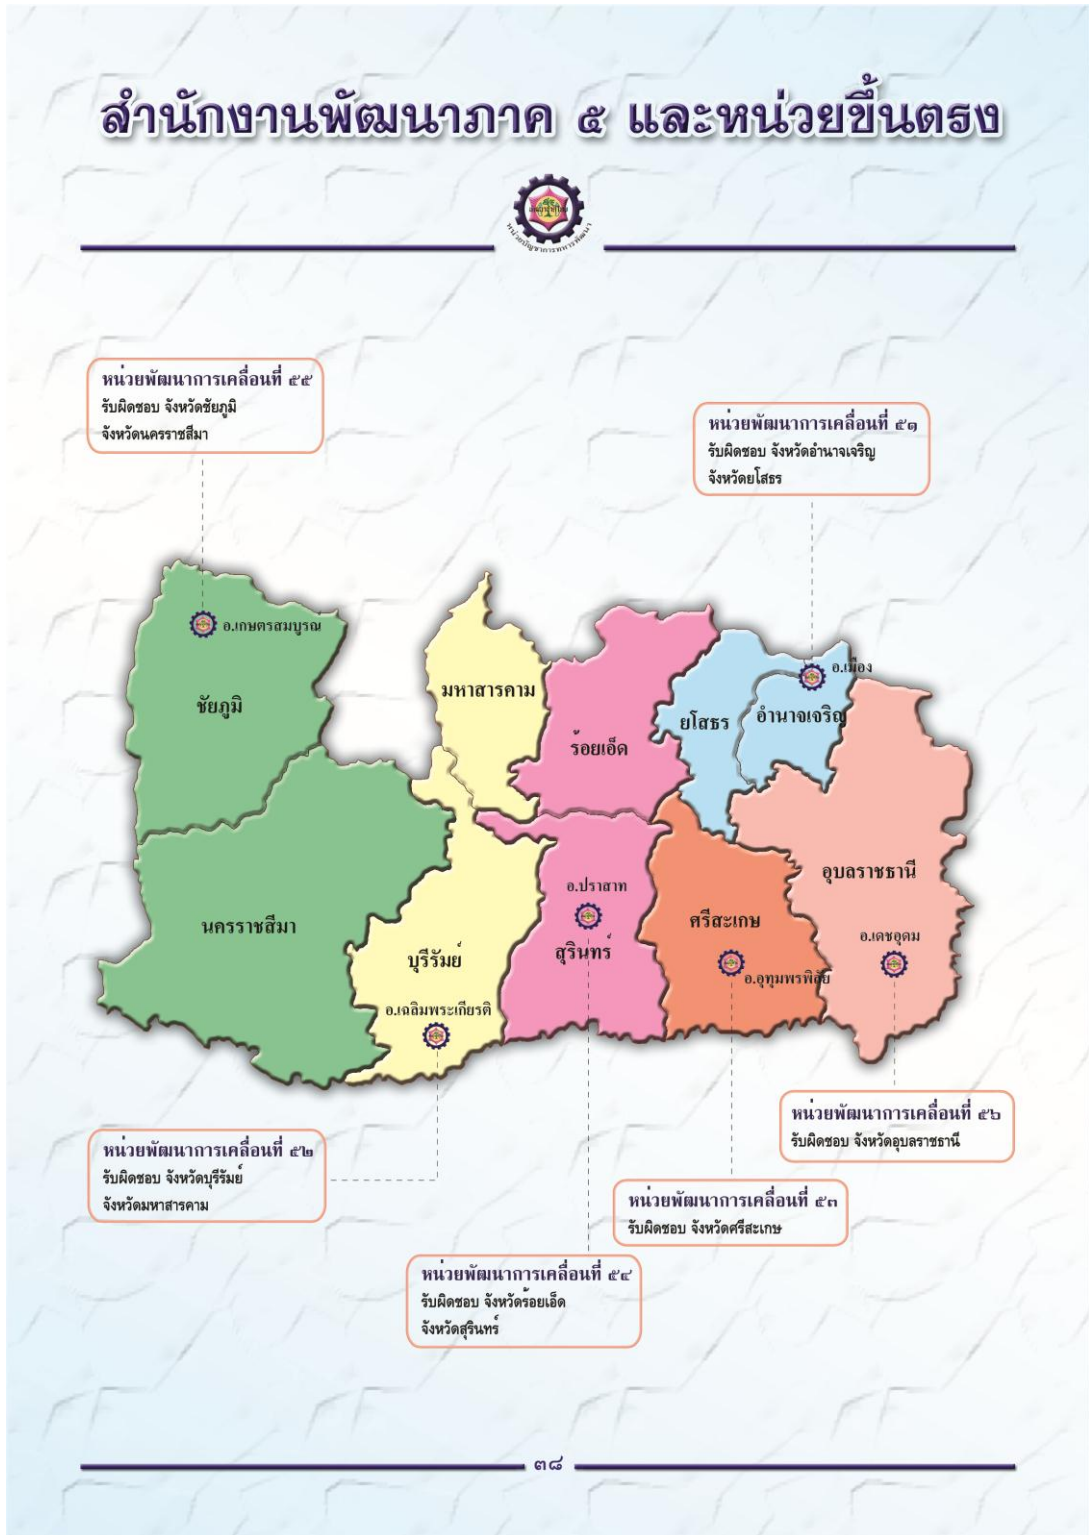 สำนักงานพัฒนาภาค ๕ และหน่วยขึ้นตรง
หน่วยบัญชาการทหารพัฒนา
หน่วยพัฒนาการเคลื่อนที่ ๕๕
รับผิดชอบ จังหวัดชัยภูมิ
จังหวัดนครราชสีมา
หน่วยพัฒนาการเคลื่อนที่ ๕๑
รับผิดชอบ จังหวัดอำนาจเจริญ
จังหวัดยโสธร
อ.เกษตรสมบูรณ์
อ.เมือง
มหาสารคาม
ชัยภูมิ
ยโสธร
อำนาจเจริญ
ร้อยเอ็ด
อุบลราชธานี
อ.ปราสาท
ศรีสะเกษ
นครราชสีมา
อ.เดชอุดม
สุรินทร์
บุรีรัมย์
อ.อุทุมพรพิสัย
อ.เฉลิมพระเกียรติ
หน่วยพัฒนาการเคลื่อนที่ ๕๖
รับผิดชอบ จังหวัดอุบลราชธานี
หน่วยพัฒนาการเคลื่อนที่ ๕๒
รับผิดชอบ จังหวัดบุรีรัมย์
จังหวัดมหาสารคาม
หน่วยพัฒนาการเคลื่อนที่ ๕๓
รับผิดชอบ จังหวัดศรีสะเกษ
หน่วยพัฒนาการเคลื่อนที่ ๕๔
รับผิดชอบ จังหวัดร้อยเอ็ด
จังหวัดสุรินทร์
๓๘